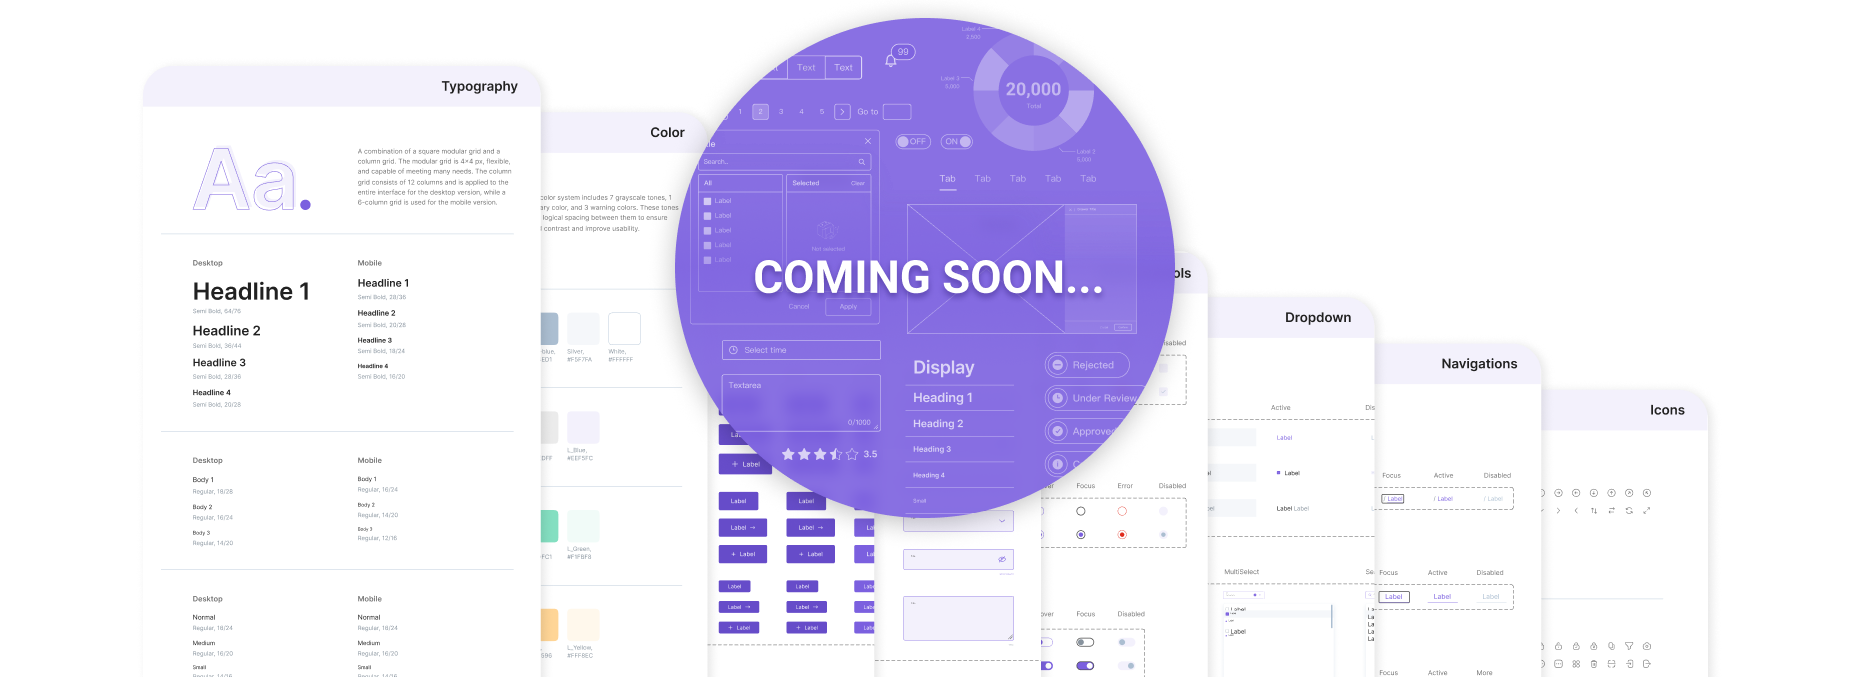 Typography
Aa.
A combination of a square modular grid and a
column grid. The modular grid is 4×4 px, flexible,
and capable of meeting many needs. The column
grid consists of 12 columns and is applied to the
entire interface for the desktop version, while a
6-column grid is used for the mobile version.
Desktop
Mobile
Headline 1
Semi Bold, 64/76
Headline 2
Semi Bold, 36/44
Headline 3
Semi Bold, 28/36
Headline 4
Semi Bold, 20/28
Headline 1
Semi Bold, 28/36
Headline 2
Semi Bold, 20/28
Headline 3
Semi Bold, 18/24
Headline 4
Semi Bold, 16/20
Desktop
Mobile
Body 1
Regular, 18/28
Body 2
Regular, 16/24
Body 3
Regular, 14/20
Body 1
Regular, 16/24
Body 2
Regular, 14/20
Body 3
Regular, 12/16
Desktop
Mobile
Normal
Regular, 16/24
Medium
Regular, 16/20
Small
Normal
Regular, 16/24
Medium
Regular, 16/20
Small
Color
color system includes 7 grayscale tones, 1
ary color, and 3 warning colors. These tones
logical spacing between them to ensure
contrast and improve usability.
Silver,
#F5F7FA
White,
#FFFFFF
L_Blue,
#EEF5FC
L_Green,
#F1FBF8
L_Yellow,
#FFF8EC
Text
Text
99
Label 4
2,500
Label 3
3,000
20,000
Total
Label 2
5,000
1 2 3 4 5 > Go to
OFF
ON
Search...
All
Selected
Clear
Label
Label
Label
Label
Label
Not selected
Cancel
Apply
Tab Tab Tab Tab Tab
COMING SOON...
Select time
Textarea
0/1000
3.5
Display
Heading 1
Heading 2
Heading 3
Heading 4
Small
Rejected
Under Review
Approved
+ Label
Label
Label
Label →
Label →
+ Label
+ Label
Label
Label
Label →
Label →
+ Label
+ Label
Focus
Error
Disabled
Focus
Disabled
Dropdown
Active
Label
Label
Label Label
MultiSelect
Label
Label
Navigations
Focus
Active
Disabled
/ Label
/ Label
/ Label
Focus
Active
Disabled
Label
Label
Label
Focus
Active
More
Icons